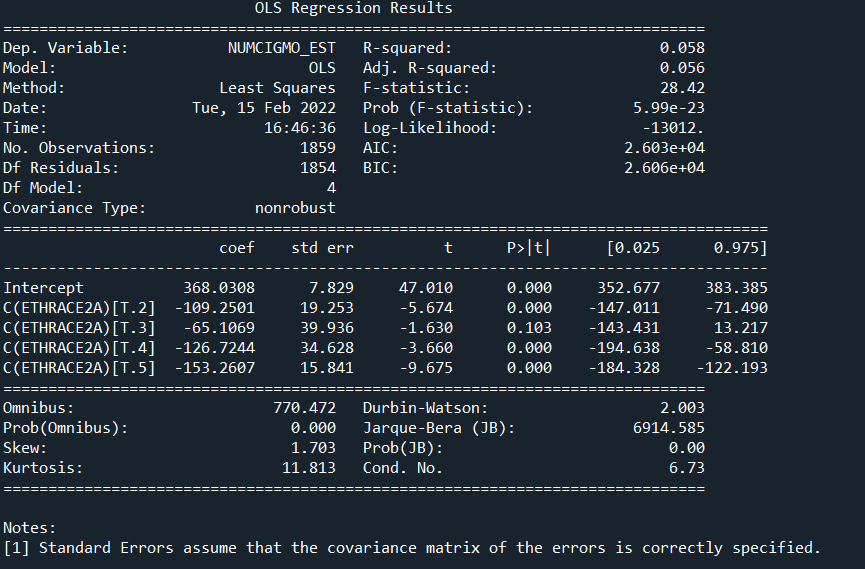 OLS Regression Results
==============================================================================
Dep. Variable:           NUMCIGMO_EST   R-squared:                       0.058
Model:                            OLS   Adj. R-squared:                  0.056
Method:                 Least Squares   F-statistic:                     28.42
Date:                Tue, 15 Feb 2022   Prob (F-statistic):           5.99e-23
Time:                        16:46:36   Log-Likelihood:                -13012.
No. Observations:                1859   AIC:                         2.603e+04
Df Residuals:                    1854   BIC:                         2.606e+04
Df Model:                           4
Covariance Type:            nonrobust
=====================================================================================
                        coef    std err          t      P>|t|      [0.025      0.975]
-------------------------------------------------------------------------------------
Intercept           368.0308      7.829     47.010      0.000     352.677     383.385
C(ETHRACE2A)[T.2]  -109.2501     19.253     -5.674      0.000    -147.011     -71.490
C(ETHRACE2A)[T.3]   -65.1069     39.936     -1.630      0.103    -143.431      13.217
C(ETHRACE2A)[T.4]  -126.7244     34.628     -3.660      0.000    -194.638     -58.810
C(ETHRACE2A)[T.5]  -153.2607     15.841     -9.675      0.000    -184.328    -122.193
==============================================================================
Omnibus:                      770.472   Durbin-Watson:                   2.003
Prob(Omnibus):                  0.000   Jarque-Bera (JB):             6914.585
Skew:                           1.703   Prob(JB):                         0.00
Kurtosis:                      11.813   Cond. No.                         6.73
==============================================================================

Notes:
[1] Standard Errors assume that the covariance matrix of the errors is correctly specified.